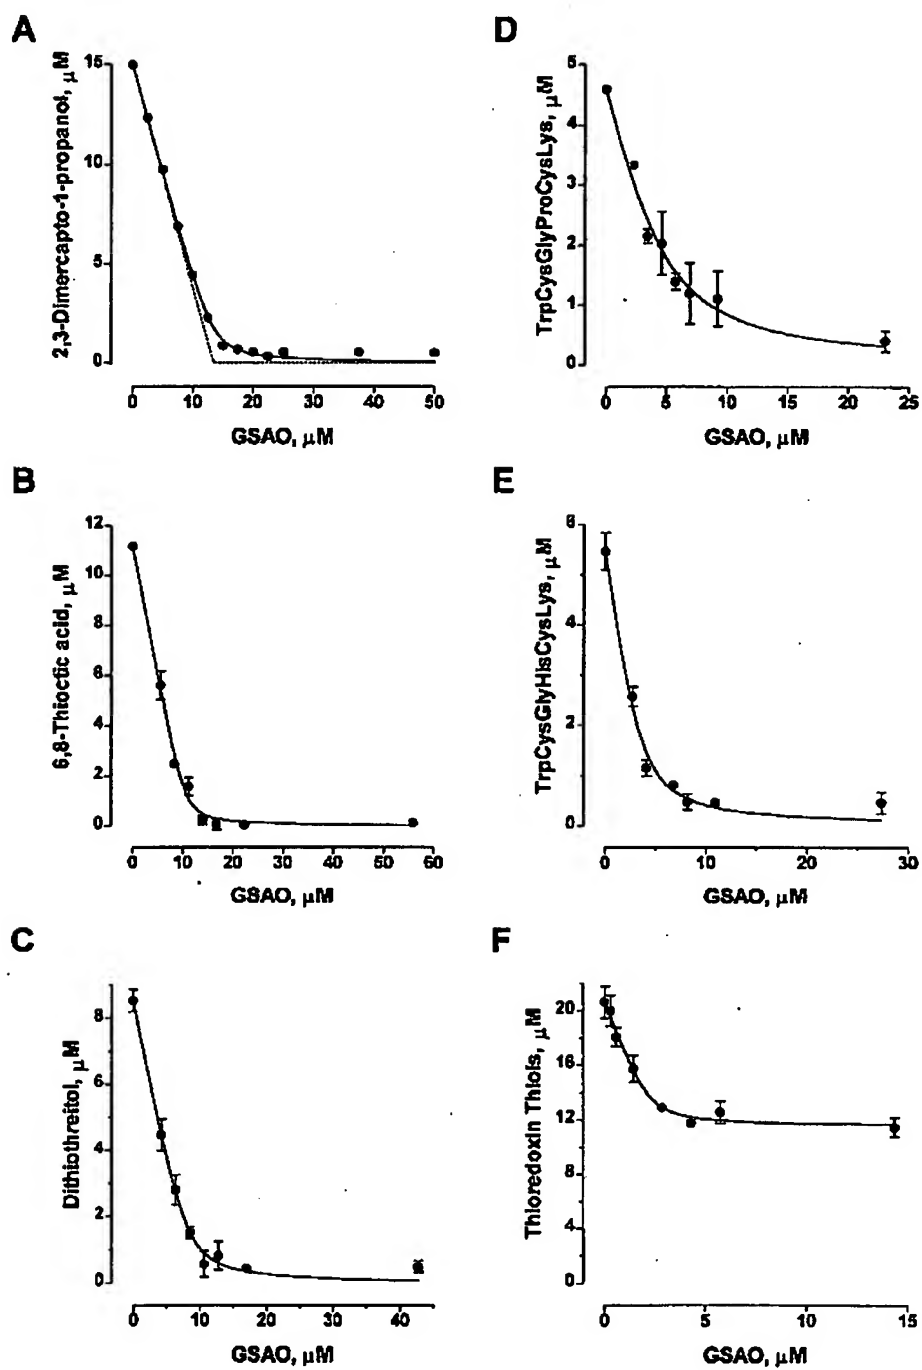 A
2,3-Dimercapto-1-propanol, μM
15
10
5
0
0 10 20 30 40 50
GSAO, μM
B
6,8-Thioctic acid, μM
12
10
8
6
4
2
0
0 10 20 30 40 50 60
GSAO, μM
C
Dithiothreitol, μM
8
6
4
2
0
0 10 20 30 40
GSAO, μM
D
TrpCysGlyProCysLys, μM
5
4
3
2
1
0
0 5 10 15 20 25
GSAO, μM
E
TrpCysGlyHisCysLys, μM
6
4
2
0
0 10 20 30
GSAO, μM
F
Thioredoxin Thiols, μM
20
16
12
8
4
0
0 5 10 15
GSAO, μM